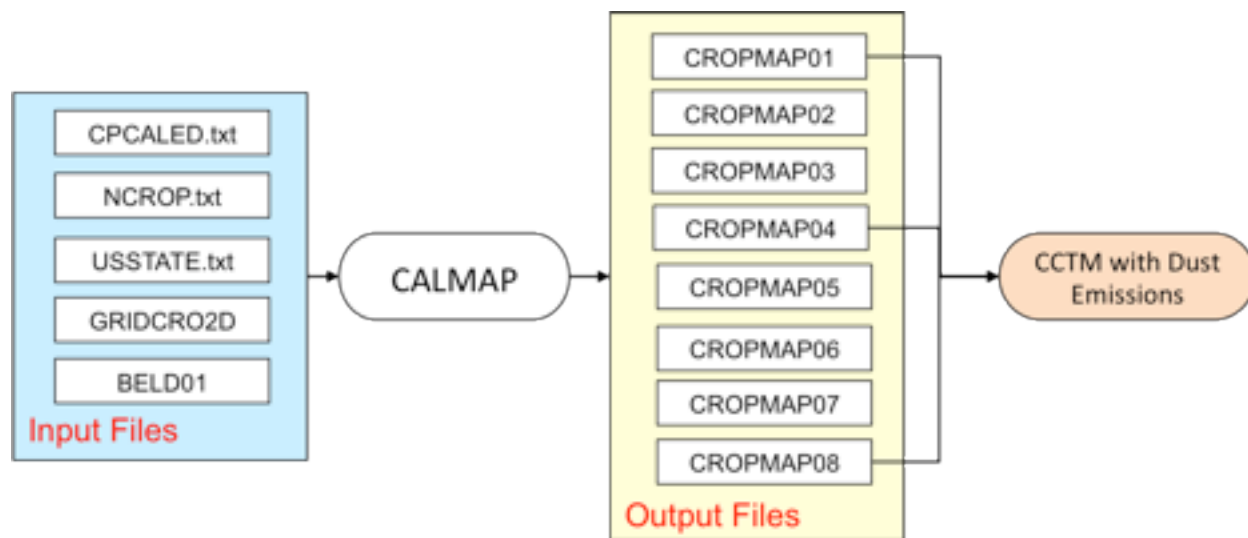 CPCALED.txt
NCROP.txt
USSTATE.txt
GRIDCRO2D
BELD01
Input Files
CALMAP
CROPMAP01
CROPMAP02
CROPMAP03
CROPMAP04
CROPMAP05
CROPMAP06
CROPMAP07
CROPMAP08
Output Files
CCTM with Dust
Emissions